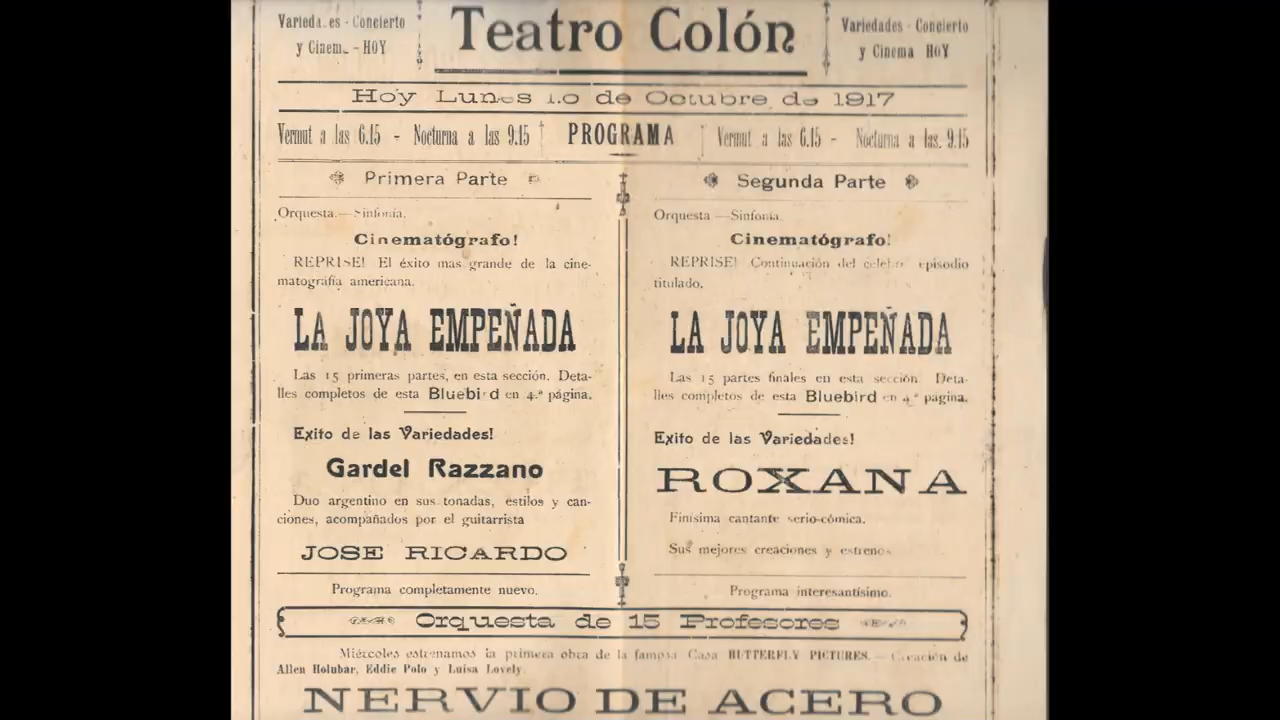 Variedades - Concierto
y Cinema - HOY
Teatro Colón
Variedades - Concierto
y Cinema HOY
Hoy Lunes 1.o de Octubre de 1917
Vermut a las 6.15 - Nocturna a las 9.15
PROGRAMA
Vermut a las 6.15 - Nocturna a las. 9.15
Primera Parte
Orquesta.—Sinfonía.
Cinematógrafo!
REPRISE! El éxito mas grande de la cine-
matografía americana.
LA JOYA EMPEÑADA
Las 15 primeras partes, en esta sección. Deta-
lles completos de esta Bluebird en 4.ª página.
Exito de las Variedades!
Gardel Razzano
Duo argentino en sus tonadas, estilos y can-
ciones, acompañados por el guitarrista
JOSE RICARDO
Programa completamente nuevo.
Segunda Parte
Orquesta —Sinfonía.
Cinematógrafo!
REPRISE! Continuación del celebre episodio
titulado.
LA JOYA EMPEÑADA
Las 15 partes finales en esta sección. Deta-
lles completos de esta Bluebird en 4.ª página.
Exito de las Variedades!
ROXANA
Finísima cantante serio-cómica.
Sus mejores creaciones y estrenos
Programa interesantísimo.
Orquesta de 15 Profesores
Miércoles estrenamos la primera obra de la famosa Casa BUTTERFLY PICTURES.—Creación de
Allen Holubar, Eddie Polo y Luisa Lovely.
NERVIO DE ACERO